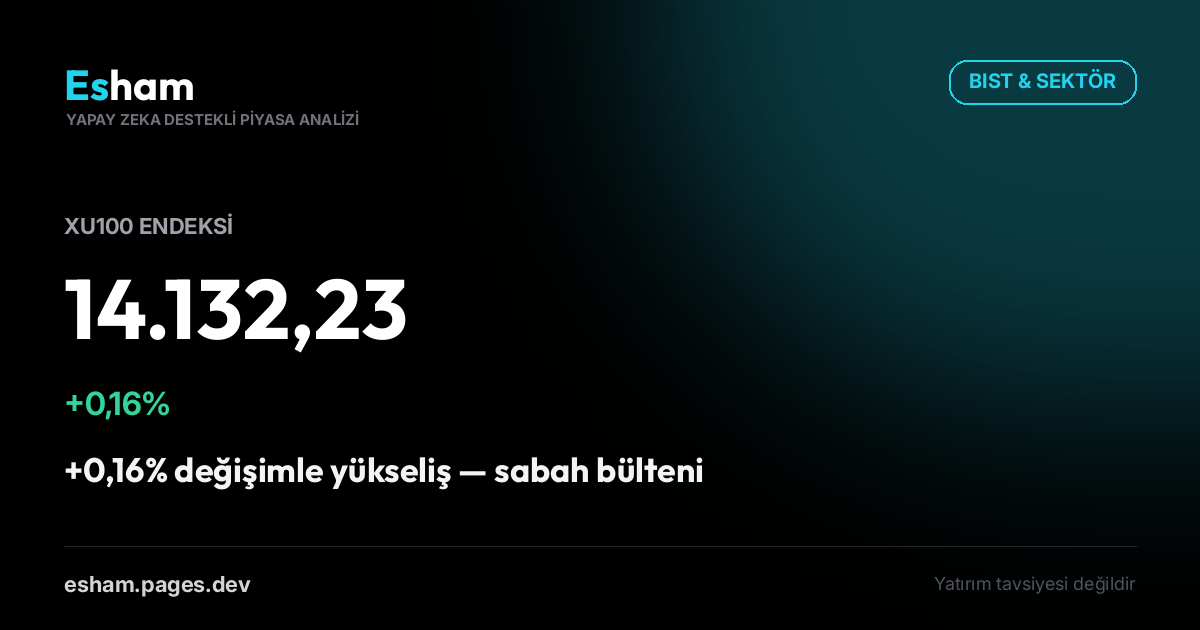 Esham
BIST & SEKTÖR
YAPAY ZEKA DESTEKLİ PİYASA ANALİZİ
XU100 ENDEKSİ
14.132,23
+0,16%
+0,16% değişimle yükseliş — sabah bülteni
esham.pages.dev
Yatırım tavsiyesi değildir